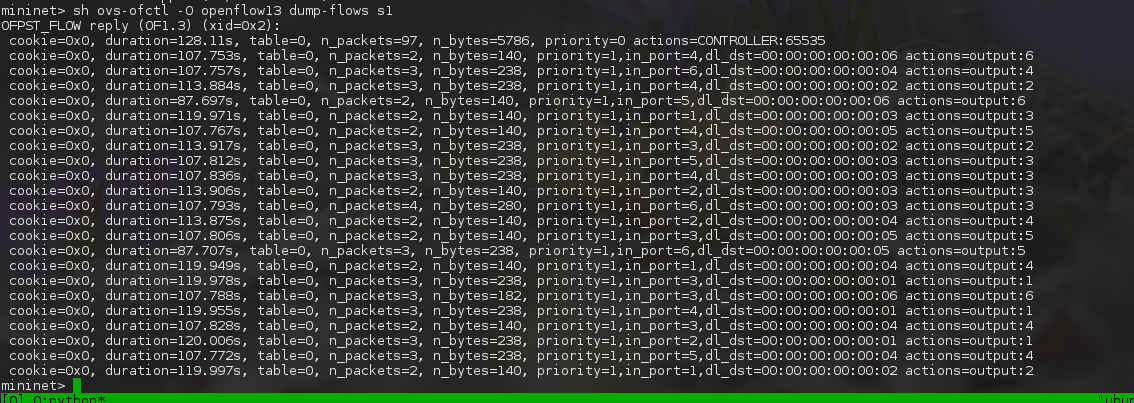 mininet> sh ovs-ofctl -O openflow13 dump-flows s1
OFPST_FLOW reply (OF1.3) (xid=0x2):
cookie=0x0, duration=128.11s, table=0, n_packets=97, n_bytes=5786, priority=0 actions=CONTROLLER:65535
cookie=0x0, duration=107.753s, table=0, n_packets=2, n_bytes=140, priority=1,in_port=4,dl_dst=00:00:00:00:00:06 actions=output:6
cookie=0x0, duration=107.757s, table=0, n_packets=3, n_bytes=238, priority=1,in_port=6,dl_dst=00:00:00:00:00:04 actions=output:4
cookie=0x0, duration=113.884s, table=0, n_packets=3, n_bytes=238, priority=1,in_port=4,dl_dst=00:00:00:00:00:02 actions=output:2
cookie=0x0, duration=87.697s, table=0, n_packets=2, n_bytes=140, priority=1,in_port=5,dl_dst=00:00:00:00:00:06 actions=output:6
cookie=0x0, duration=119.971s, table=0, n_packets=2, n_bytes=140, priority=1,in_port=1,dl_dst=00:00:00:00:00:03 actions=output:3
cookie=0x0, duration=107.767s, table=0, n_packets=2, n_bytes=140, priority=1,in_port=4,dl_dst=00:00:00:00:00:05 actions=output:5
cookie=0x0, duration=113.917s, table=0, n_packets=3, n_bytes=238, priority=1,in_port=3,dl_dst=00:00:00:00:00:02 actions=output:2
cookie=0x0, duration=107.812s, table=0, n_packets=3, n_bytes=238, priority=1,in_port=5,dl_dst=00:00:00:00:00:03 actions=output:3
cookie=0x0, duration=107.836s, table=0, n_packets=3, n_bytes=238, priority=1,in_port=4,dl_dst=00:00:00:00:00:03 actions=output:3
cookie=0x0, duration=113.906s, table=0, n_packets=2, n_bytes=140, priority=1,in_port=2,dl_dst=00:00:00:00:00:03 actions=output:3
cookie=0x0, duration=107.793s, table=0, n_packets=4, n_bytes=280, priority=1,in_port=6,dl_dst=00:00:00:00:00:03 actions=output:3
cookie=0x0, duration=113.875s, table=0, n_packets=2, n_bytes=140, priority=1,in_port=2,dl_dst=00:00:00:00:00:04 actions=output:4
cookie=0x0, duration=107.806s, table=0, n_packets=2, n_bytes=140, priority=1,in_port=3,dl_dst=00:00:00:00:00:05 actions=output:5
cookie=0x0, duration=87.707s, table=0, n_packets=3, n_bytes=238, priority=1,in_port=6,dl_dst=00:00:00:00:00:05 actions=output:5
cookie=0x0, duration=119.949s, table=0, n_packets=2, n_bytes=140, priority=1,in_port=1,dl_dst=00:00:00:00:00:04 actions=output:4
cookie=0x0, duration=119.978s, table=0, n_packets=3, n_bytes=238, priority=1,in_port=3,dl_dst=00:00:00:00:00:01 actions=output:1
cookie=0x0, duration=107.788s, table=0, n_packets=3, n_bytes=182, priority=1,in_port=3,dl_dst=00:00:00:00:00:06 actions=output:6
cookie=0x0, duration=119.955s, table=0, n_packets=3, n_bytes=238, priority=1,in_port=4,dl_dst=00:00:00:00:00:01 actions=output:1
cookie=0x0, duration=107.828s, table=0, n_packets=2, n_bytes=140, priority=1,in_port=3,dl_dst=00:00:00:00:00:04 actions=output:4
cookie=0x0, duration=120.006s, table=0, n_packets=3, n_bytes=238, priority=1,in_port=2,dl_dst=00:00:00:00:00:01 actions=output:1
cookie=0x0, duration=107.772s, table=0, n_packets=3, n_bytes=238, priority=1,in_port=5,dl_dst=00:00:00:00:00:04 actions=output:4
cookie=0x0, duration=119.997s, table=0, n_packets=2, n_bytes=140, priority=1,in_port=1,dl_dst=00:00:00:00:00:02 actions=output:2
mininet>
[0] 0:python* "ubun